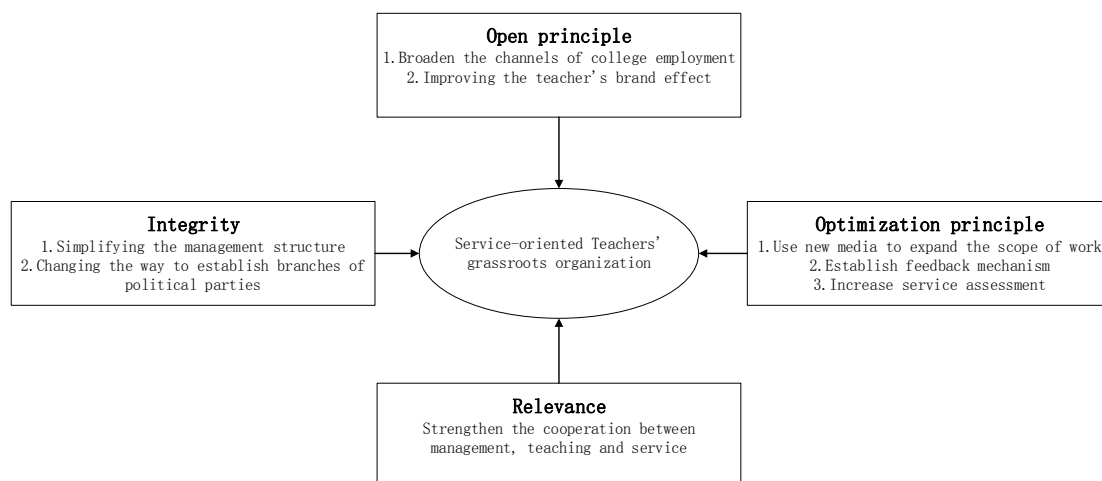 Open principle
1.Broaden the channels of college employment
2.Improving the teacher's brand effect
Integrity
1.Simplifying the management structure
2.Changing the way to establish branches of
political parties
Service-oriented Teachers'
grassroots organization
Optimization principle
1.Use new media to expand the scope of work
2.Establish feedback mechanism
3.Increase service assessment
Relevance
Strengthen the cooperation between
management, teaching and service